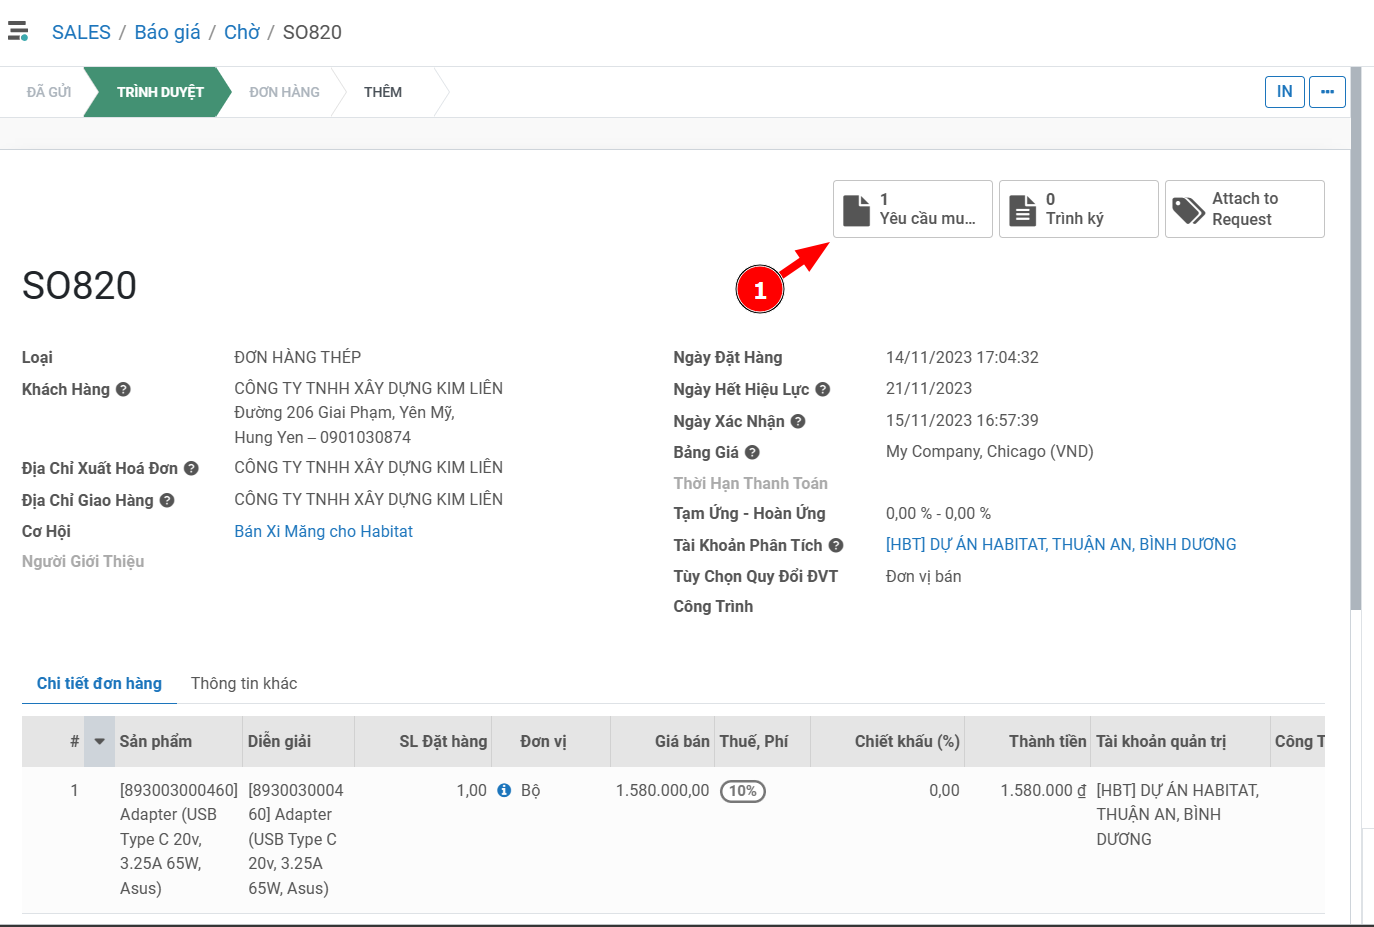 SALES / Báo giá / Chờ / SO820
ĐÃ GỬI
TRÌNH DUYỆT
ĐƠN HÀNG
THÊM
IN
1
Yêu cầu mu...
0
Trình ký
Attach to
Request
1
SO820
Loại ĐƠN HÀNG THÉP
Khách Hàng CÔNG TY TNHH XÂY DỰNG KIM LIÊN
Đường 206 Giai Phạm, Yên Mỹ,
Hung Yen – 0901030874
Địa Chỉ Xuất Hoá Đơn CÔNG TY TNHH XÂY DỰNG KIM LIÊN
Địa Chỉ Giao Hàng CÔNG TY TNHH XÂY DỰNG KIM LIÊN
Cơ Hội Bán Xi Măng cho Habitat
Người Giới Thiệu
Ngày Đặt Hàng 14/11/2023 17:04:32
Ngày Hết Hiệu Lực 21/11/2023
Ngày Xác Nhận 15/11/2023 16:57:39
Bảng Giá My Company, Chicago (VND)
Thời Hạn Thanh Toán
Tạm Ứng - Hoàn Ứng 0,00 % - 0,00 %
Tài Khoản Phân Tích [HBT] DỰ ÁN HABITAT, THUẬN AN, BÌNH DƯƠNG
Tùy Chọn Quy Đổi ĐVT Đơn vị bán
Công Trình
Chi tiết đơn hàng Thông tin khác
# Sản phẩm Diễn giải SL Đặt hàng Đơn vị Giá bán Thuế, Phí Chiết khấu (%) Thành tiền Tài khoản quản trị Công T
1 [893003000460] [8930030004 1,00 Bộ 1.580.000,00 10% 0,00 1.580.000 ₫ [HBT] DỰ ÁN HABITAT,
Adapter (USB 60] Adapter THUẬN AN, BÌNH
Type C 20v, (USB Type C DƯƠNG
3.25A 65W, 20v, 3.25A
Asus) 65W, Asus)